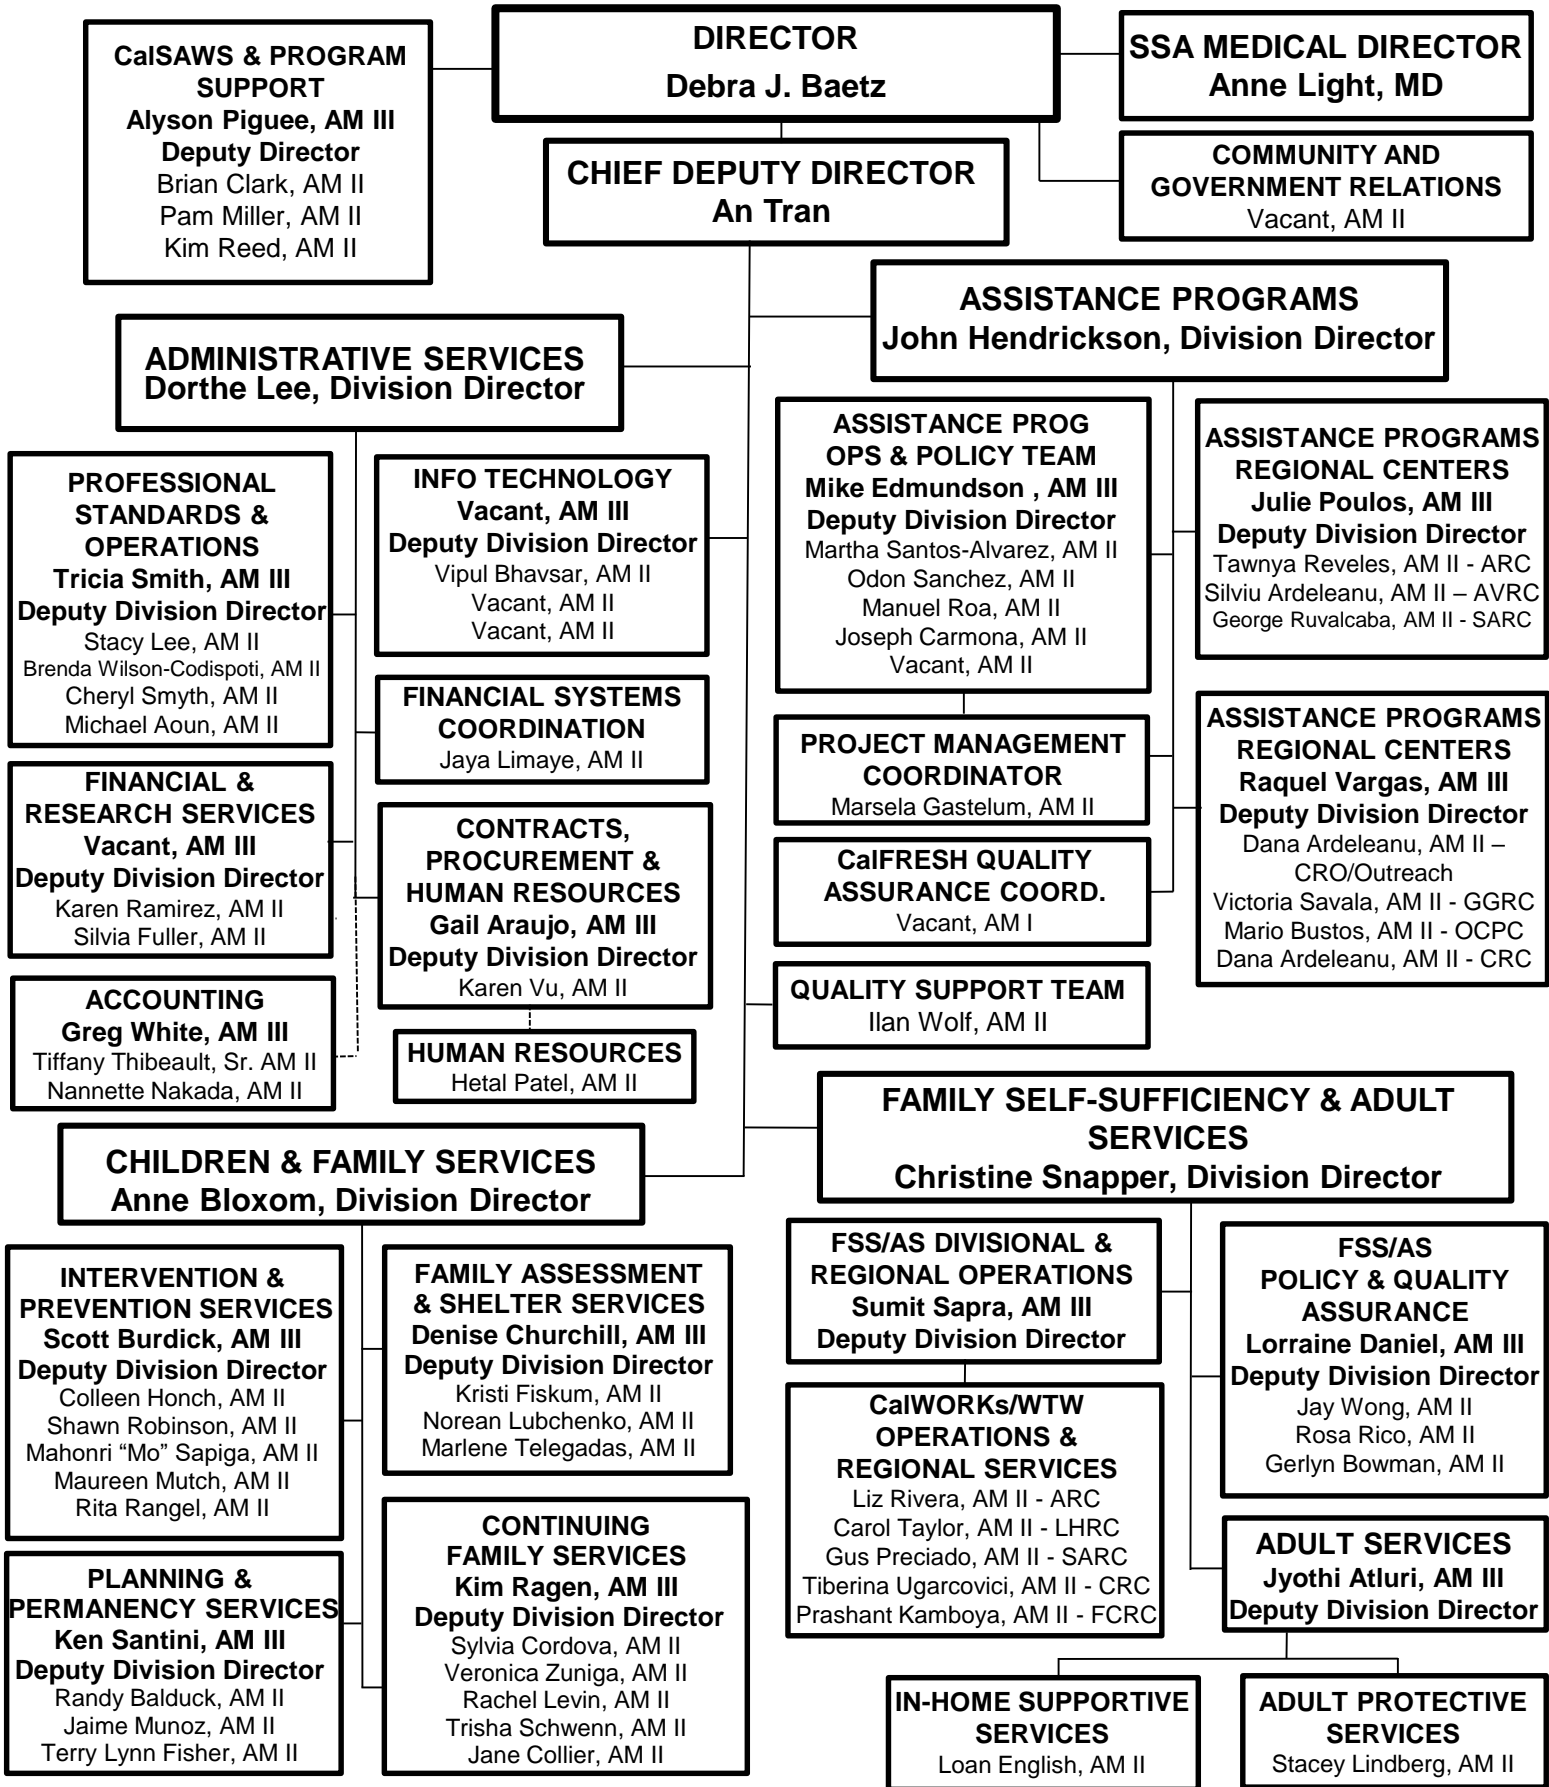 CalSAWS & PROGRAM
SUPPORT
Alyson Piguee, AM III
Deputy Director
Brian Clark, AM II
Pam Miller, AM II
Kim Reed, AM II
DIRECTOR
Debra J. Baetz
SSA MEDICAL DIRECTOR
Anne Light, MD
CHIEF DEPUTY DIRECTOR
An Tran
COMMUNITY AND
GOVERNMENT RELATIONS
Vacant, AM II
ADMINISTRATIVE SERVICES
Dorthe Lee, Division Director
ASSISTANCE PROGRAMS
John Hendrickson, Division Director
PROFESSIONAL
STANDARDS &
OPERATIONS
Tricia Smith, AM III
Deputy Division Director
Stacy Lee, AM II
Brenda Wilson-Codispoti, AM II
Cheryl Smyth, AM II
Michael Aoun, AM II
INFO TECHNOLOGY
Vacant, AM III
Deputy Division Director
Vipul Bhavsar, AM II
Vacant, AM II
Vacant, AM II
FINANCIAL SYSTEMS
COORDINATION
Jaya Limaye, AM II
FINANCIAL &
RESEARCH SERVICES
Vacant, AM III
Deputy Division Director
Karen Ramirez, AM II
Silvia Fuller, AM II
CONTRACTS,
PROCUREMENT &
HUMAN RESOURCES
Gail Araujo, AM III
Deputy Division Director
Karen Vu, AM II
ACCOUNTING
Greg White, AM III
Tiffany Thibeault, Sr. AM II
Nannette Nakada, AM II
HUMAN RESOURCES
Hetal Patel, AM II
ASSISTANCE PROG
OPS & POLICY TEAM
Mike Edmundson , AM III
Deputy Division Director
Martha Santos-Alvarez, AM II
Odon Sanchez, AM II
Manuel Roa, AM II
Joseph Carmona, AM II
Vacant, AM II
ASSISTANCE PROGRAMS
REGIONAL CENTERS
Julie Poulos, AM III
Deputy Division Director
Tawnya Reveles, AM II - ARC
Silviu Ardeleanu, AM II – AVRC
George Ruvalcaba, AM II - SARC
PROJECT MANAGEMENT
COORDINATOR
Marsela Gastelum, AM II
ASSISTANCE PROGRAMS
REGIONAL CENTERS
Raquel Vargas, AM III
Deputy Division Director
Dana Ardeleanu, AM II –
CRO/Outreach
Victoria Savala, AM II - GGRC
Mario Bustos, AM II - OCPC
Dana Ardeleanu, AM II - CRC
CalFRESH QUALITY
ASSURANCE COORD.
Vacant, AM I
QUALITY SUPPORT TEAM
Ilan Wolf, AM II
CHILDREN & FAMILY SERVICES
Anne Bloxom, Division Director
FAMILY SELF-SUFFICIENCY & ADULT
SERVICES
Christine Snapper, Division Director
INTERVENTION &
PREVENTION SERVICES
Scott Burdick, AM III
Deputy Division Director
Colleen Honch, AM II
Shawn Robinson, AM II
Mahonri “Mo” Sapiga, AM II
Maureen Mutch, AM II
Rita Rangel, AM II
FAMILY ASSESSMENT
& SHELTER SERVICES
Denise Churchill, AM III
Deputy Division Director
Kristi Fiskum, AM II
Norean Lubchenko, AM II
Marlene Telegadas, AM II
PLANNING &
PERMANENCY SERVICES
Ken Santini, AM III
Deputy Division Director
Randy Balduck, AM II
Jaime Munoz, AM II
Terry Lynn Fisher, AM II
CONTINUING
FAMILY SERVICES
Kim Ragen, AM III
Deputy Division Director
Sylvia Cordova, AM II
Veronica Zuniga, AM II
Rachel Levin, AM II
Trisha Schwenn, AM II
Jane Collier, AM II
FSS/AS DIVISIONAL &
REGIONAL OPERATIONS
Sumit Sapra, AM III
Deputy Division Director
FSS/AS
POLICY & QUALITY
ASSURANCE
Lorraine Daniel, AM III
Deputy Division Director
Jay Wong, AM II
Rosa Rico, AM II
Gerlyn Bowman, AM II
CalWORKs/WTW
OPERATIONS &
REGIONAL SERVICES
Liz Rivera, AM II - ARC
Carol Taylor, AM II - LHRC
Gus Preciado, AM II - SARC
Tiberina Ugarcovici, AM II - CRC
Prashant Kamboya, AM II - FCRC
ADULT SERVICES
Jyothi Atluri, AM III
Deputy Division Director
IN-HOME SUPPORTIVE
SERVICES
Loan English, AM II
ADULT PROTECTIVE
SERVICES
Stacey Lindberg, AM II